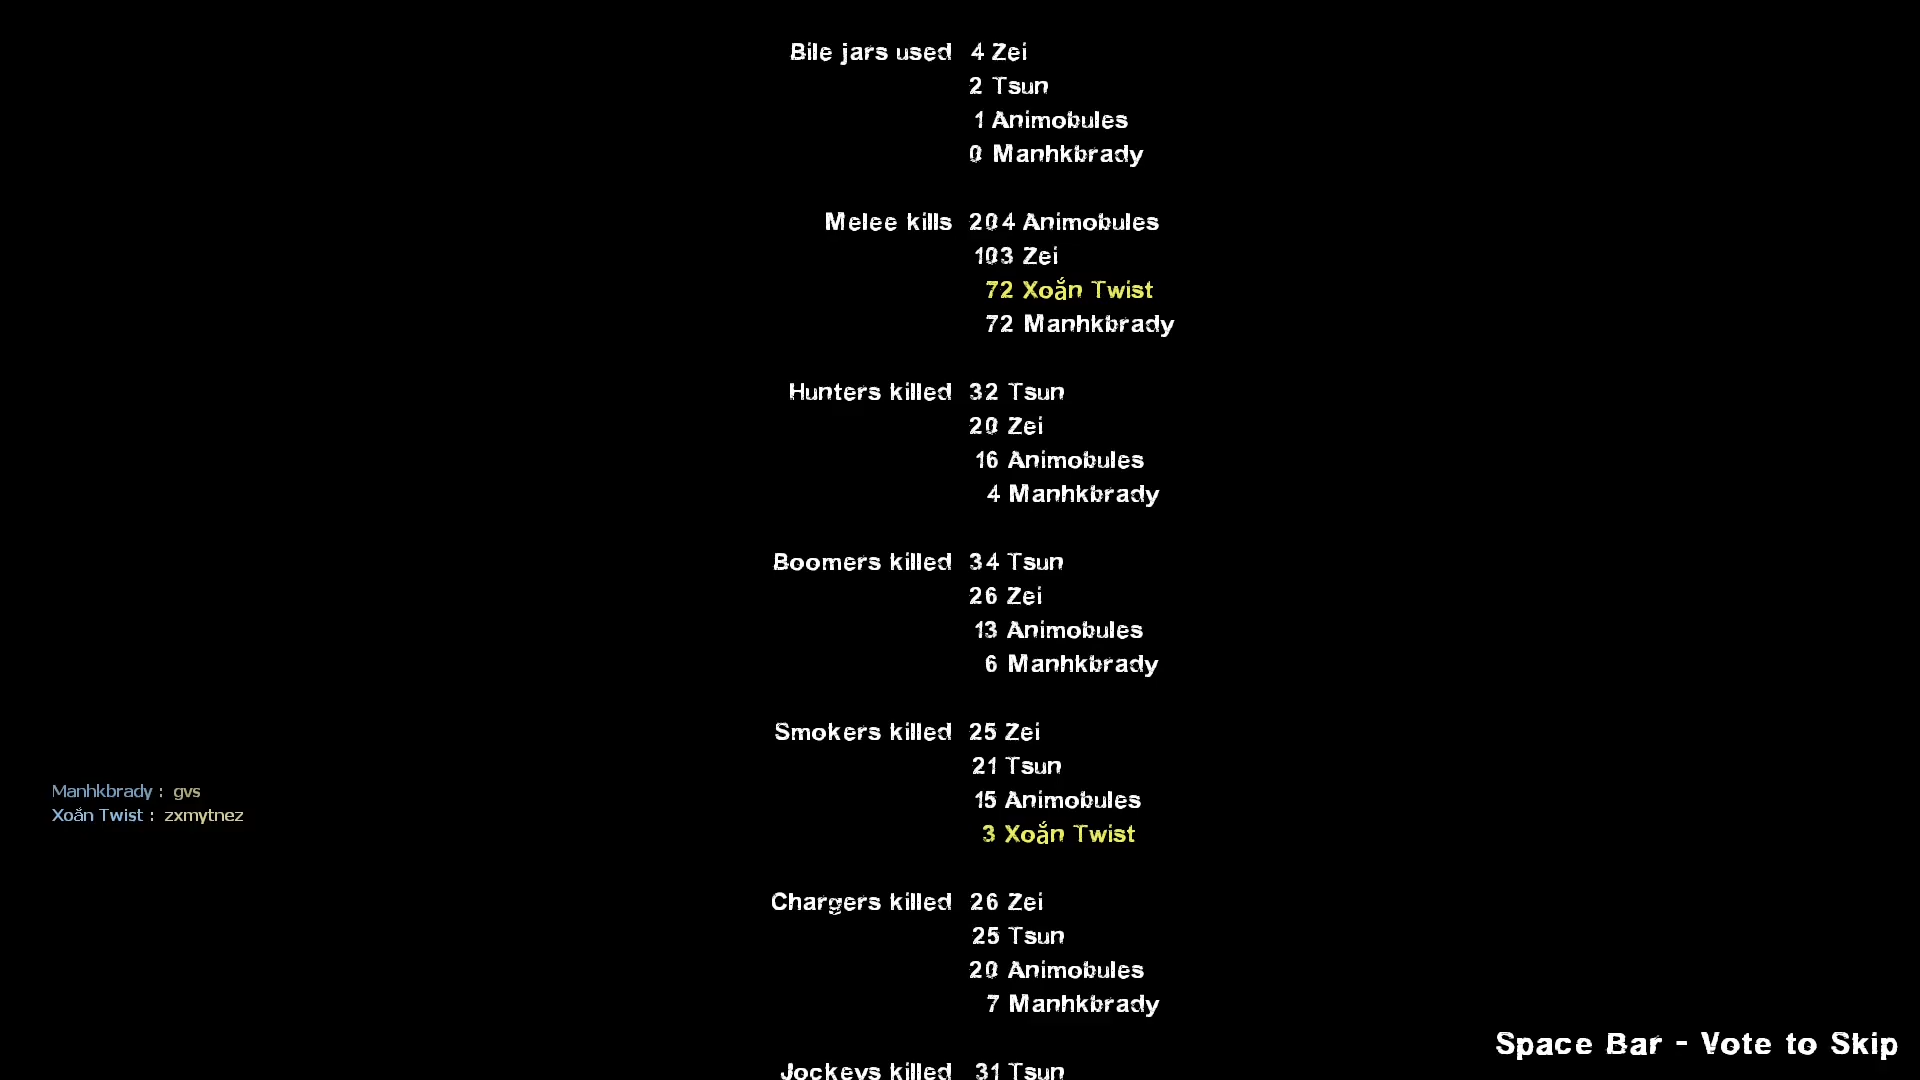 Bile jars used 4 Zei
2 Tsun
1 Animobules
0 Manhkbrady
Melee kills 204 Animobules
103 Zei
72 Xoắn Twist
72 Manhkbrady
Hunters killed 32 Tsun
20 Zei
16 Animobules
4 Manhkbrady
Boomers killed 34 Tsun
26 Zei
13 Animobules
6 Manhkbrady
Smokers killed 25 Zei
21 Tsun
15 Animobules
3 Xoắn Twist
Manhkbrady : gvs
Xoắn Twist : zxmytnez
Chargers killed 26 Zei
25 Tsun
20 Animobules
7 Manhkbrady
Space Bar - Vote to Skip
Jockeys killed 31 Tsun